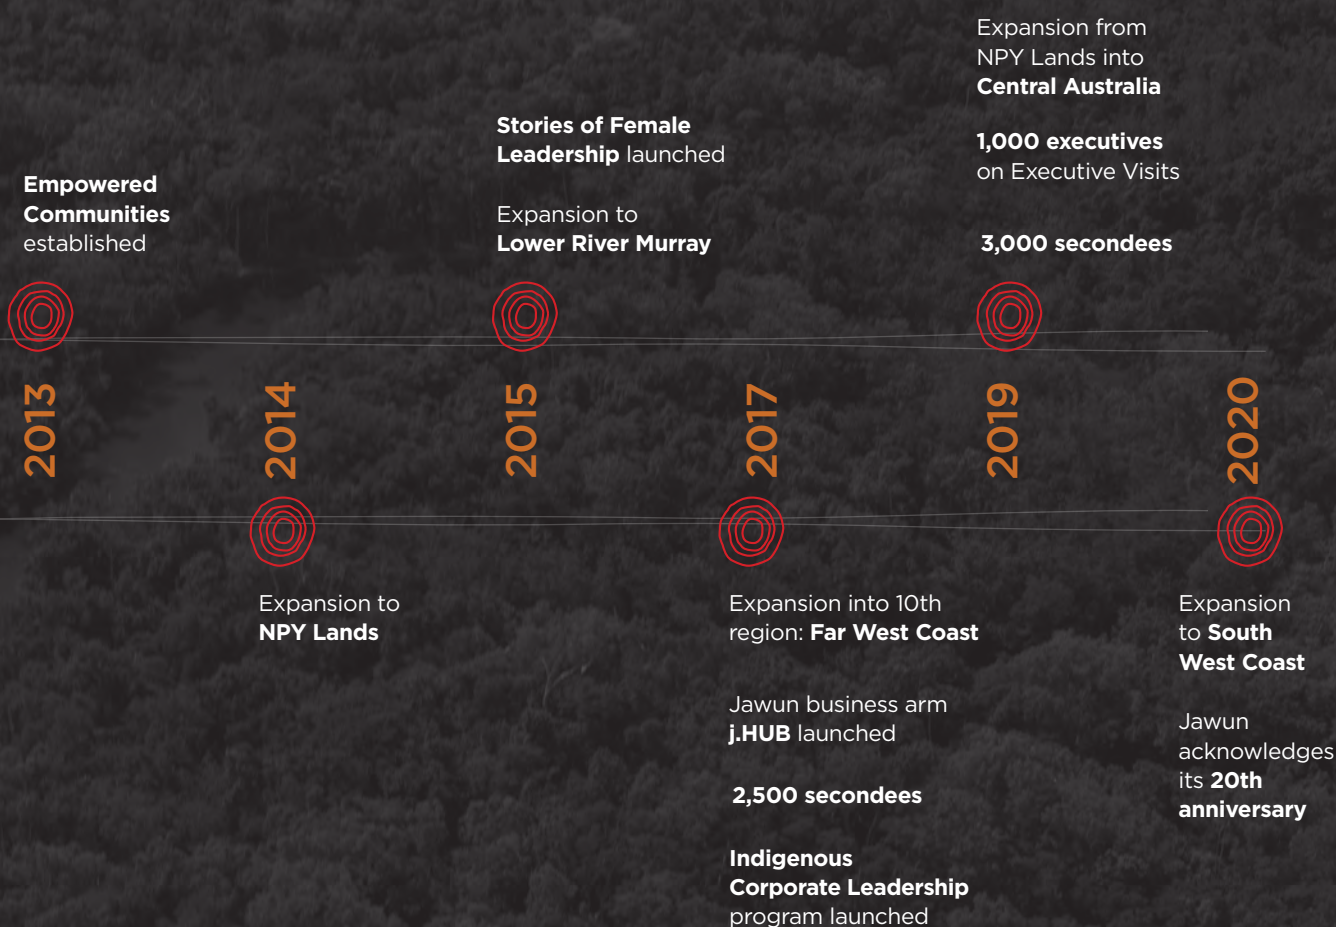 2013
Empowered
Communities
established
2014
Expansion to
NPY Lands
2015
Stories of Female
Leadership launched
Expansion to
Lower River Murray
2017
Expansion into 10th
region: Far West Coast
Jawun business arm
j.HUB launched
2,500 secondees
Indigenous
Corporate Leadership
program launched
2019
Expansion from
NPY Lands into
Central Australia
1,000 executives
on Executive Visits
3,000 secondees
2020
Expansion
to South
West Coast
Jawun
acknowledges
its 20th
anniversary